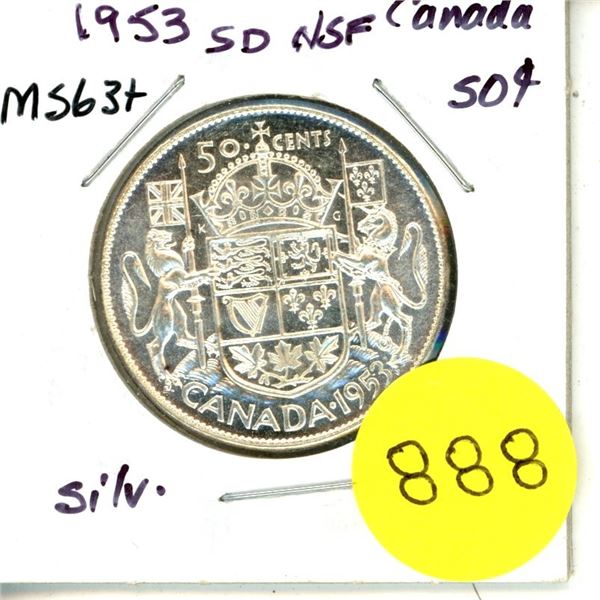 1953 SD NSF Canada
MS63+ 50¢
50 · CENTS
K G
CANADA · 1953
silv.
888